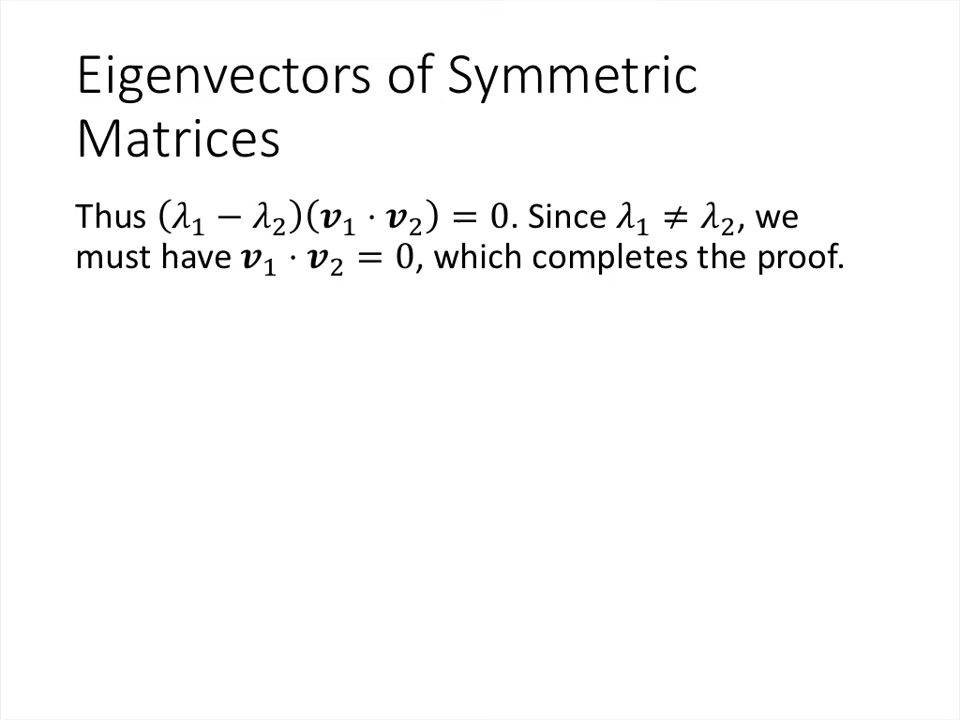 Eigenvectors of Symmetric
Matrices
Thus (𝜆₁ − 𝜆₂)(𝒗₁ · 𝒗₂) = 0. Since 𝜆₁ ≠ 𝜆₂, we
must have 𝒗₁ · 𝒗₂ = 0, which completes the proof.